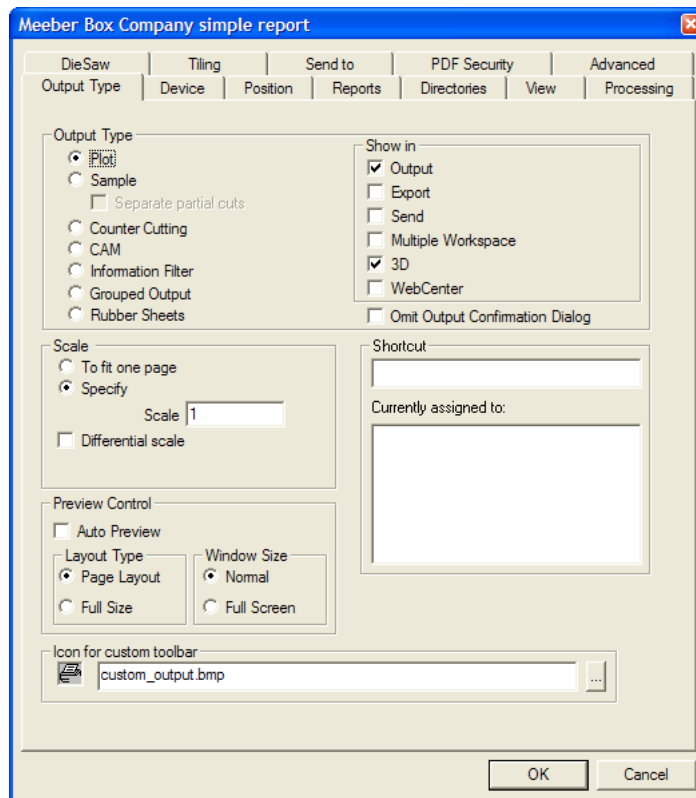 Meeber Box Company simple report
DieSaw Tiling Send to PDF Security Advanced
Output Type Device Position Reports Directories View Processing
Output Type
Plot
Sample
Separate partial cuts
Counter Cutting
CAM
Information Filter
Grouped Output
Rubber Sheets
Show in
Output
Export
Send
Multiple Workspace
3D
WebCenter
Omit Output Confirmation Dialog
Scale
To fit one page
Specify
Scale 1
Differential scale
Shortcut
Currently assigned to:
Preview Control
Auto Preview
Layout Type
Page Layout
Full Size
Window Size
Normal
Full Screen
Icon for custom toolbar
custom_output.bmp
...
OK Cancel